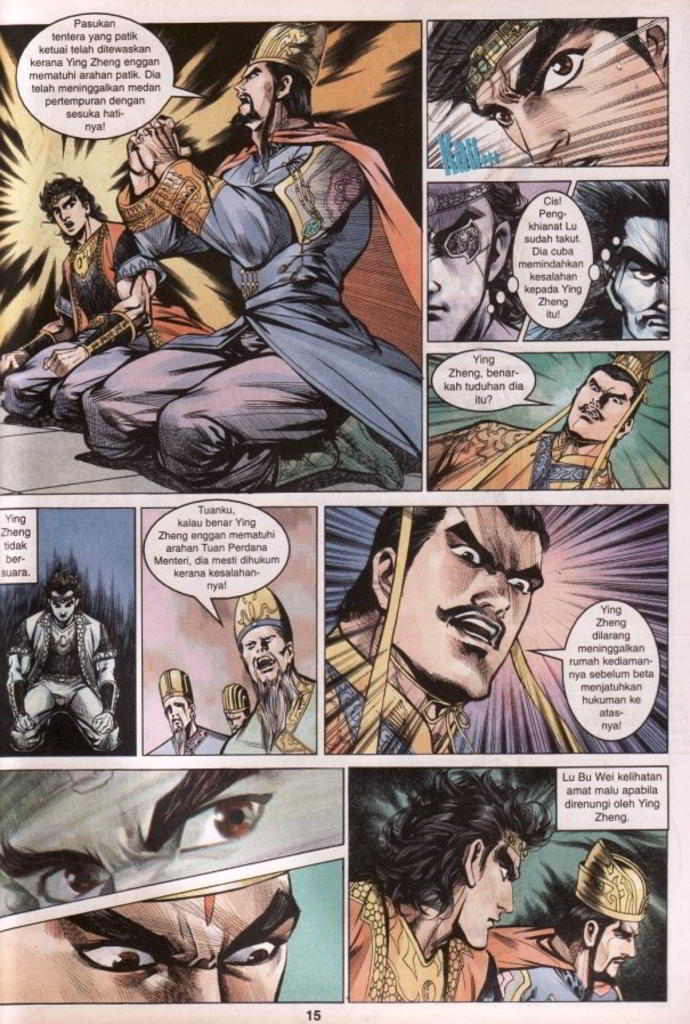 Pasukan
tentera yang patik
ketuai telah ditewaskan
kerana Ying Zheng enggan
mematuhi arahan patik. Dia
telah meninggalkan medan
pertempuran dengan
sesuka hati-
nya!
Kau...
Cis!
Peng-
khianat Lu
sudah takut.
Dia cuba
memindahkan
kesalahan
kepada Ying
Zheng
itu!
Ying
Zheng, benar-
kah tuduhan dia
itu?
Ying
Zheng
tidak
ber-
suara.
Tuanku,
kalau benar Ying
Zheng enggan mematuhi
arahan Tuan Perdana
Menteri, dia mesti dihukum
kerana kesalahan-
nya!
Ying
Zheng
dilarang
meninggalkan
rumah kediaman-
nya sebelum beta
menjatuhkan
hukuman ke
atas-
nya!
Lu Bu Wei kelihatan
amat malu apabila
direnungi oleh Ying
Zheng.
15